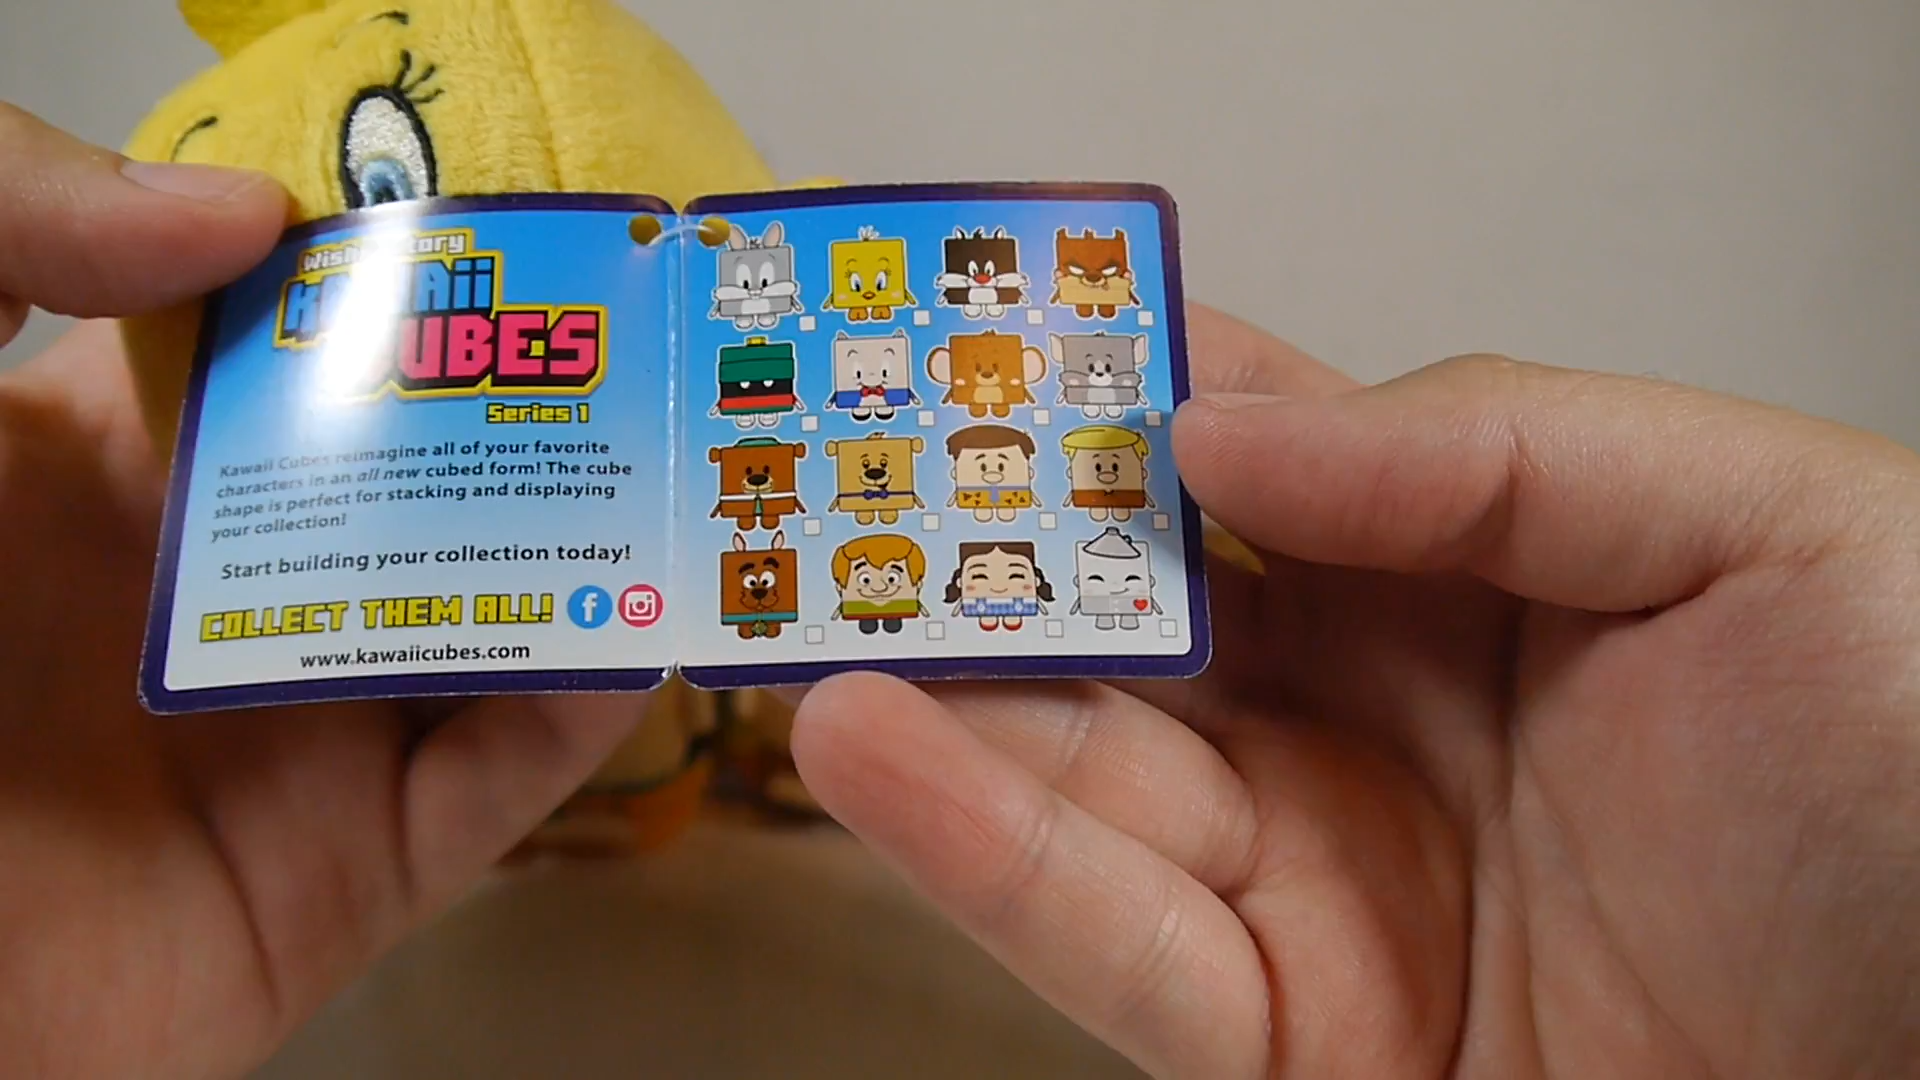 Wish Factory
KAWAii
CUBES
Series 1
Kawaii Cubes reimagine all of your favorite
characters in an all new cubed form! The cube
shape is perfect for stacking and displaying
your collection!
Start building your collection today!
COLLECT THEM ALL!
www.kawaiicubes.com